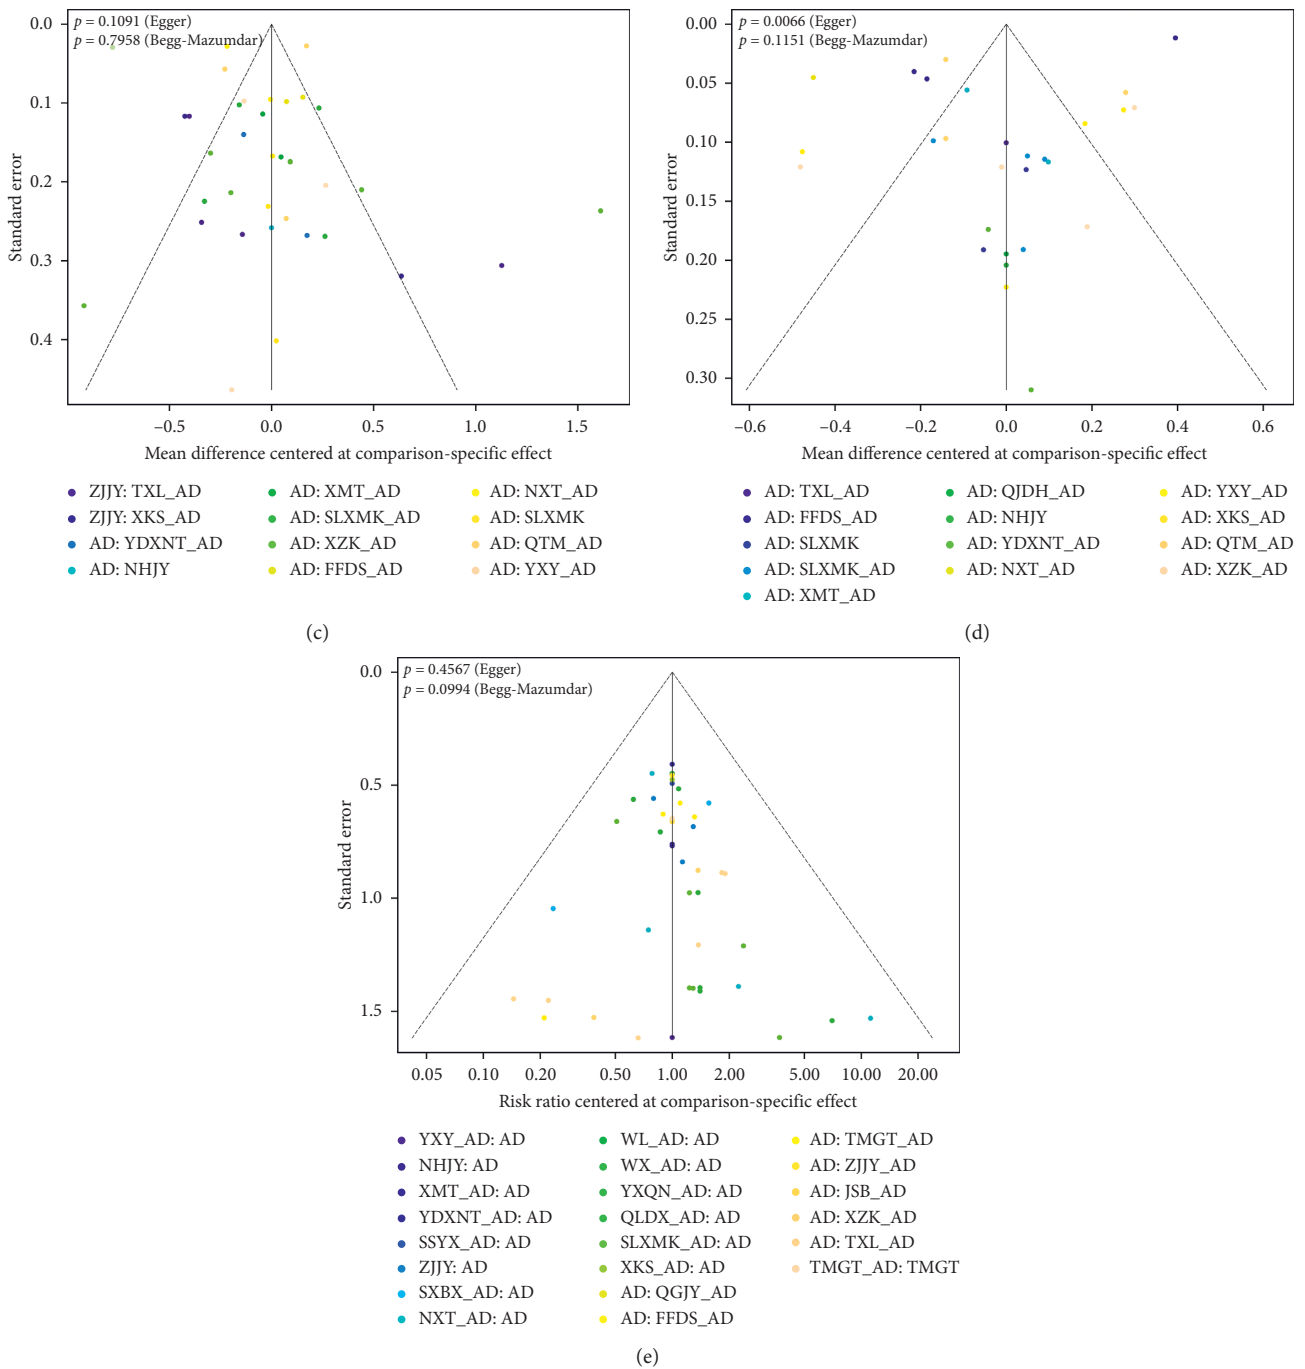 p = 0.1091 (Egger)
p = 0.7958 (Begg-Mazumdar)
0.0
0.1
0.2
0.3
0.4
Standard error
–0.5
0.0
0.5
1.0
1.5
Mean difference centered at comparison-specific effect
ZJJY: TXL_AD
ZJJY: XKS_AD
AD: YDXNT_AD
AD: NHJY
AD: XMT_AD
AD: SLXMK_AD
AD: XZK_AD
AD: FFDS_AD
AD: NXT_AD
AD: SLXMK
AD: QTM_AD
AD: YXY_AD
(c)
p = 0.0066 (Egger)
p = 0.1151 (Begg-Mazumdar)
0.00
0.05
0.10
0.15
0.20
0.25
0.30
Standard error
–0.6
–0.4
–0.2
0.0
0.2
0.4
0.6
Mean difference centered at comparison-specific effect
AD: TXL_AD
AD: FFDS_AD
AD: SLXMK
AD: SLXMK_AD
AD: XMT_AD
AD: QJDH_AD
AD: NHJY
AD: YDXNT_AD
AD: NXT_AD
AD: YXY_AD
AD: XKS_AD
AD: QTM_AD
AD: XZK_AD
(d)
p = 0.4567 (Egger)
p = 0.0994 (Begg-Mazumdar)
0.0
0.5
1.0
1.5
Standard error
0.05
0.10
0.20
0.50
1.00
2.00
5.00
10.00
20.00
Risk ratio centered at comparison-specific effect
YXY_AD: AD
NHJY: AD
XMT_AD: AD
YDXNT_AD: AD
SSYX_AD: AD
ZJJY: AD
SXBX_AD: AD
NXT_AD: AD
WL_AD: AD
WX_AD: AD
YXQN_AD: AD
QLDX_AD: AD
SLXMK_AD: AD
XKS_AD: AD
AD: QGJY_AD
AD: FFDS_AD
AD: TMGT_AD
AD: ZJJY_AD
AD: JSB_AD
AD: XZK_AD
AD: TXL_AD
TMGT_AD: TMGT
(e)